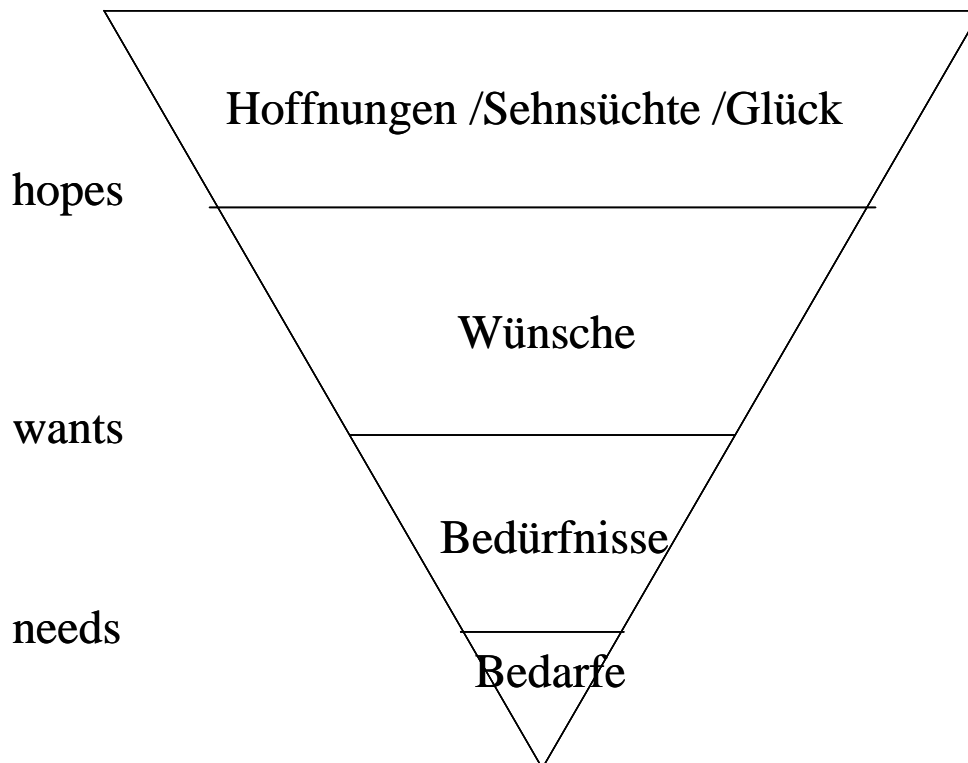 Hoffnungen /Sehnsüchte /Glück
hopes
Wünsche
wants
Bedürfnisse
needs
Bedarfe